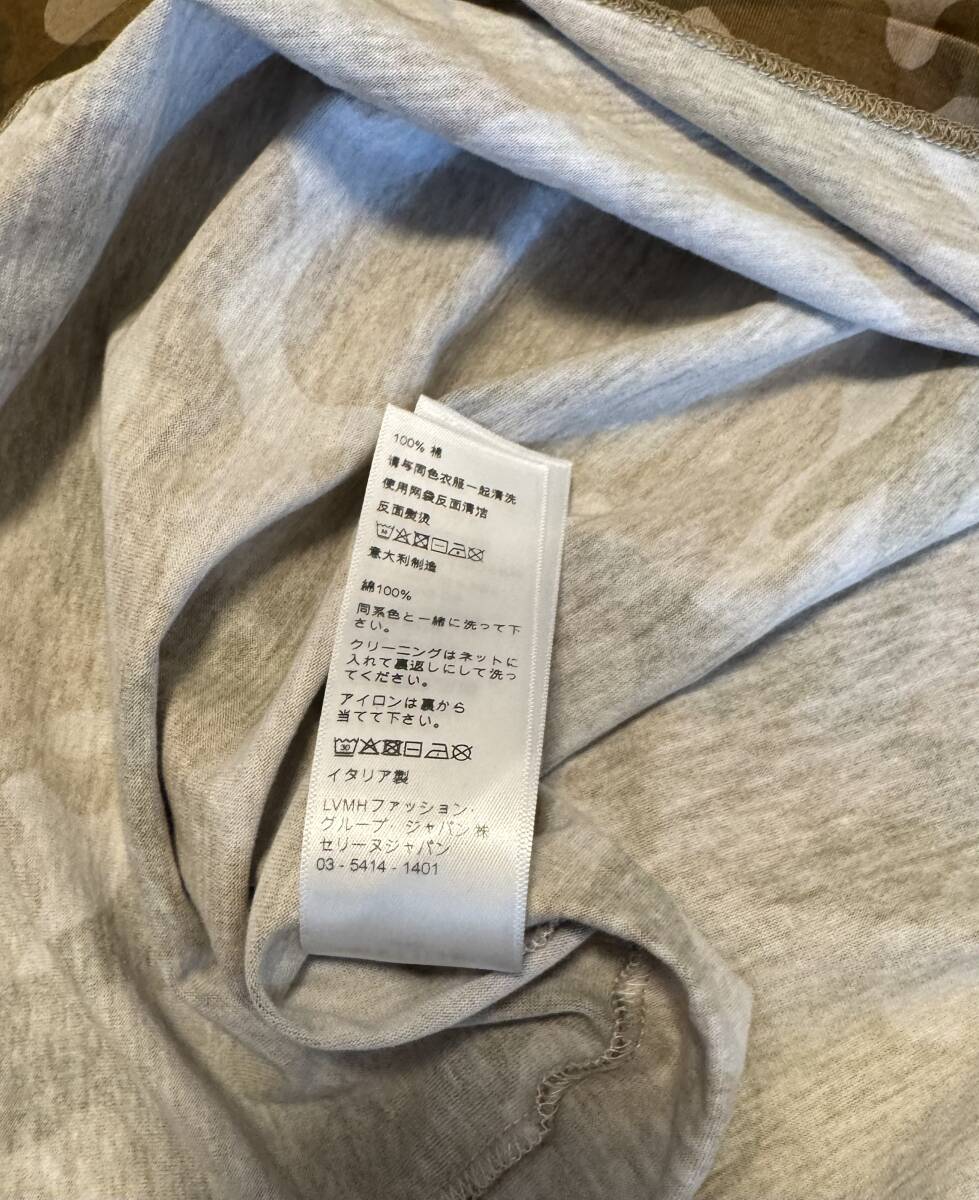 100% 棉
请与同色衣服一起清洗
使用网袋反面清洁
反面熨烫
意大利制造
綿100%
同系色と一緒に洗って下
さい。
クリーニングはネットに
入れて裏返しにして洗っ
てください。
アイロンは裏から
当てて下さい。
30
イタリア製
LVMHファッション・
グループ・ジャパン㈱
セリーヌジャパン
03 - 5414 - 1401